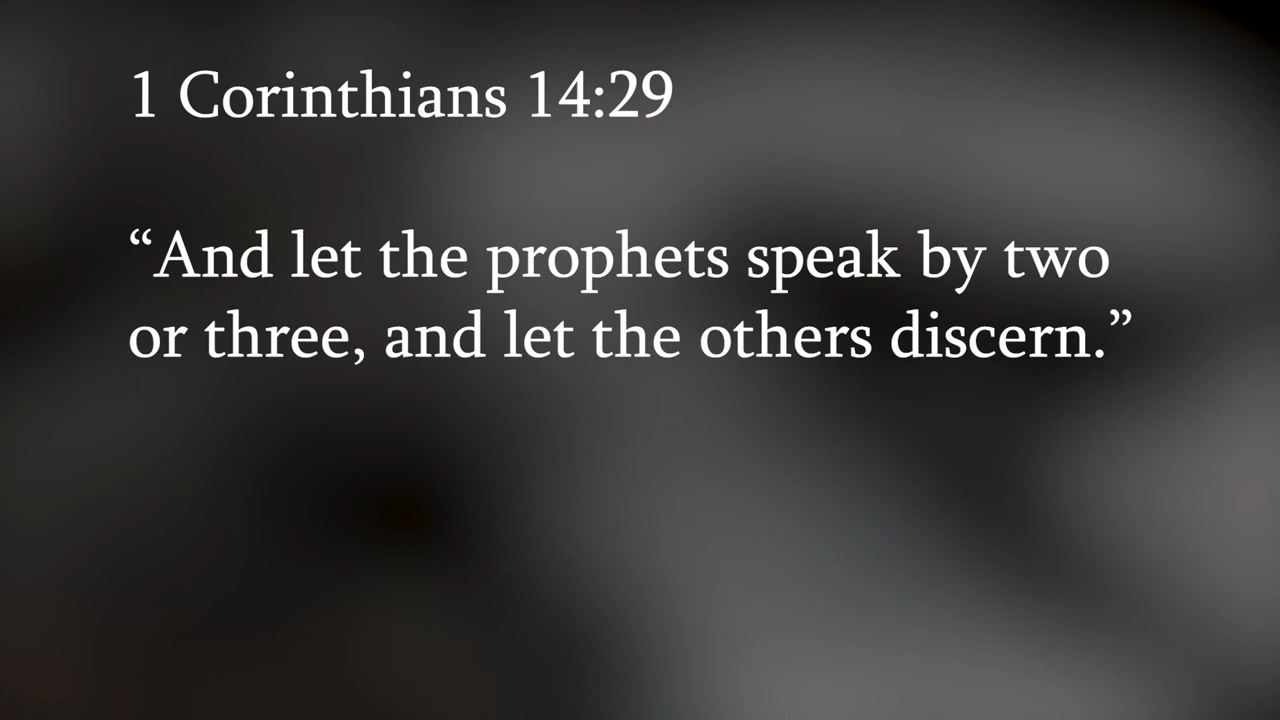 1 Corinthians 14:29
“And let the prophets speak by two
or three, and let the others discern.”